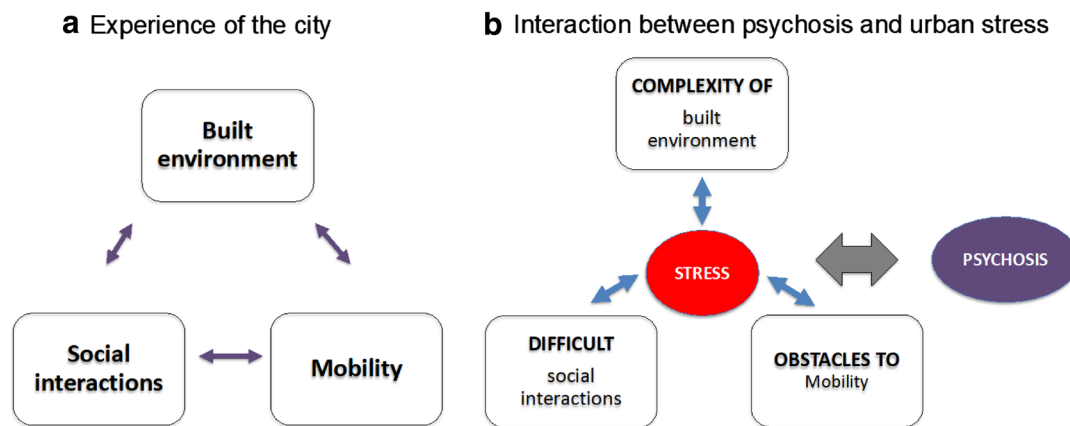 a Experience of the city
Built
environment
Social
interactions
Mobility
b Interaction between psychosis and urban stress
COMPLEXITY OF
built
environment
STRESS
PSYCHOSIS
DIFFICULT
social
interactions
OBSTACLES TO
Mobility